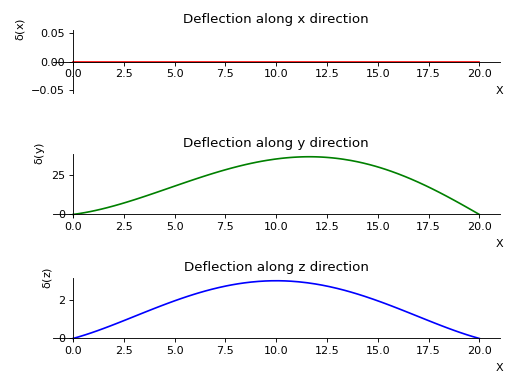 Deflection along x direction
δ(x)
0.05
0.00
−0.05
0.0 2.5 5.0 7.5 10.0 12.5 15.0 17.5 20.0
X
Deflection along y direction
δ(y)
25
0
0.0 2.5 5.0 7.5 10.0 12.5 15.0 17.5 20.0
X
Deflection along z direction
δ(z)
2
0
0.0 2.5 5.0 7.5 10.0 12.5 15.0 17.5 20.0
X